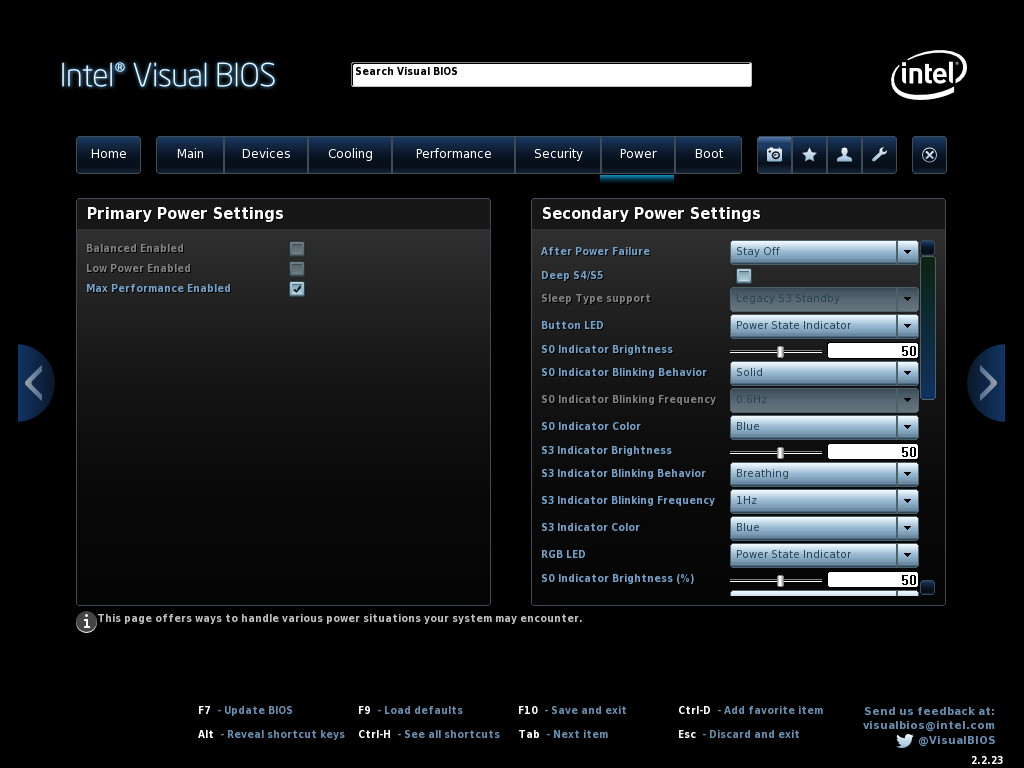 Intel® Visual BIOS
Search Visual BIOS
intel
Home Main Devices Cooling Performance Security Power Boot
Primary Power Settings
Balanced Enabled
Low Power Enabled
Max Performance Enabled
Secondary Power Settings
After Power Failure Stay Off
Deep S4/S5
Sleep Type support Legacy S3 Standby
Button LED Power State Indicator
S0 Indicator Brightness 50
S0 Indicator Blinking Behavior Solid
S0 Indicator Blinking Frequency 0.6Hz
S0 Indicator Color Blue
S3 Indicator Brightness 50
S3 Indicator Blinking Behavior Breathing
S3 Indicator Blinking Frequency 1Hz
S3 Indicator Color Blue
RGB LED Power State Indicator
S0 Indicator Brightness (%) 50
This page offers ways to handle various power situations your system may encounter.
F7 - Update BIOS F9 - Load defaults F10 - Save and exit Ctrl-D - Add favorite item
Alt - Reveal shortcut keys Ctrl-H - See all shortcuts Tab - Next item Esc - Discard and exit
Send us feedback at:
visualbios@intel.com
@VisualBIOS
2.2.23